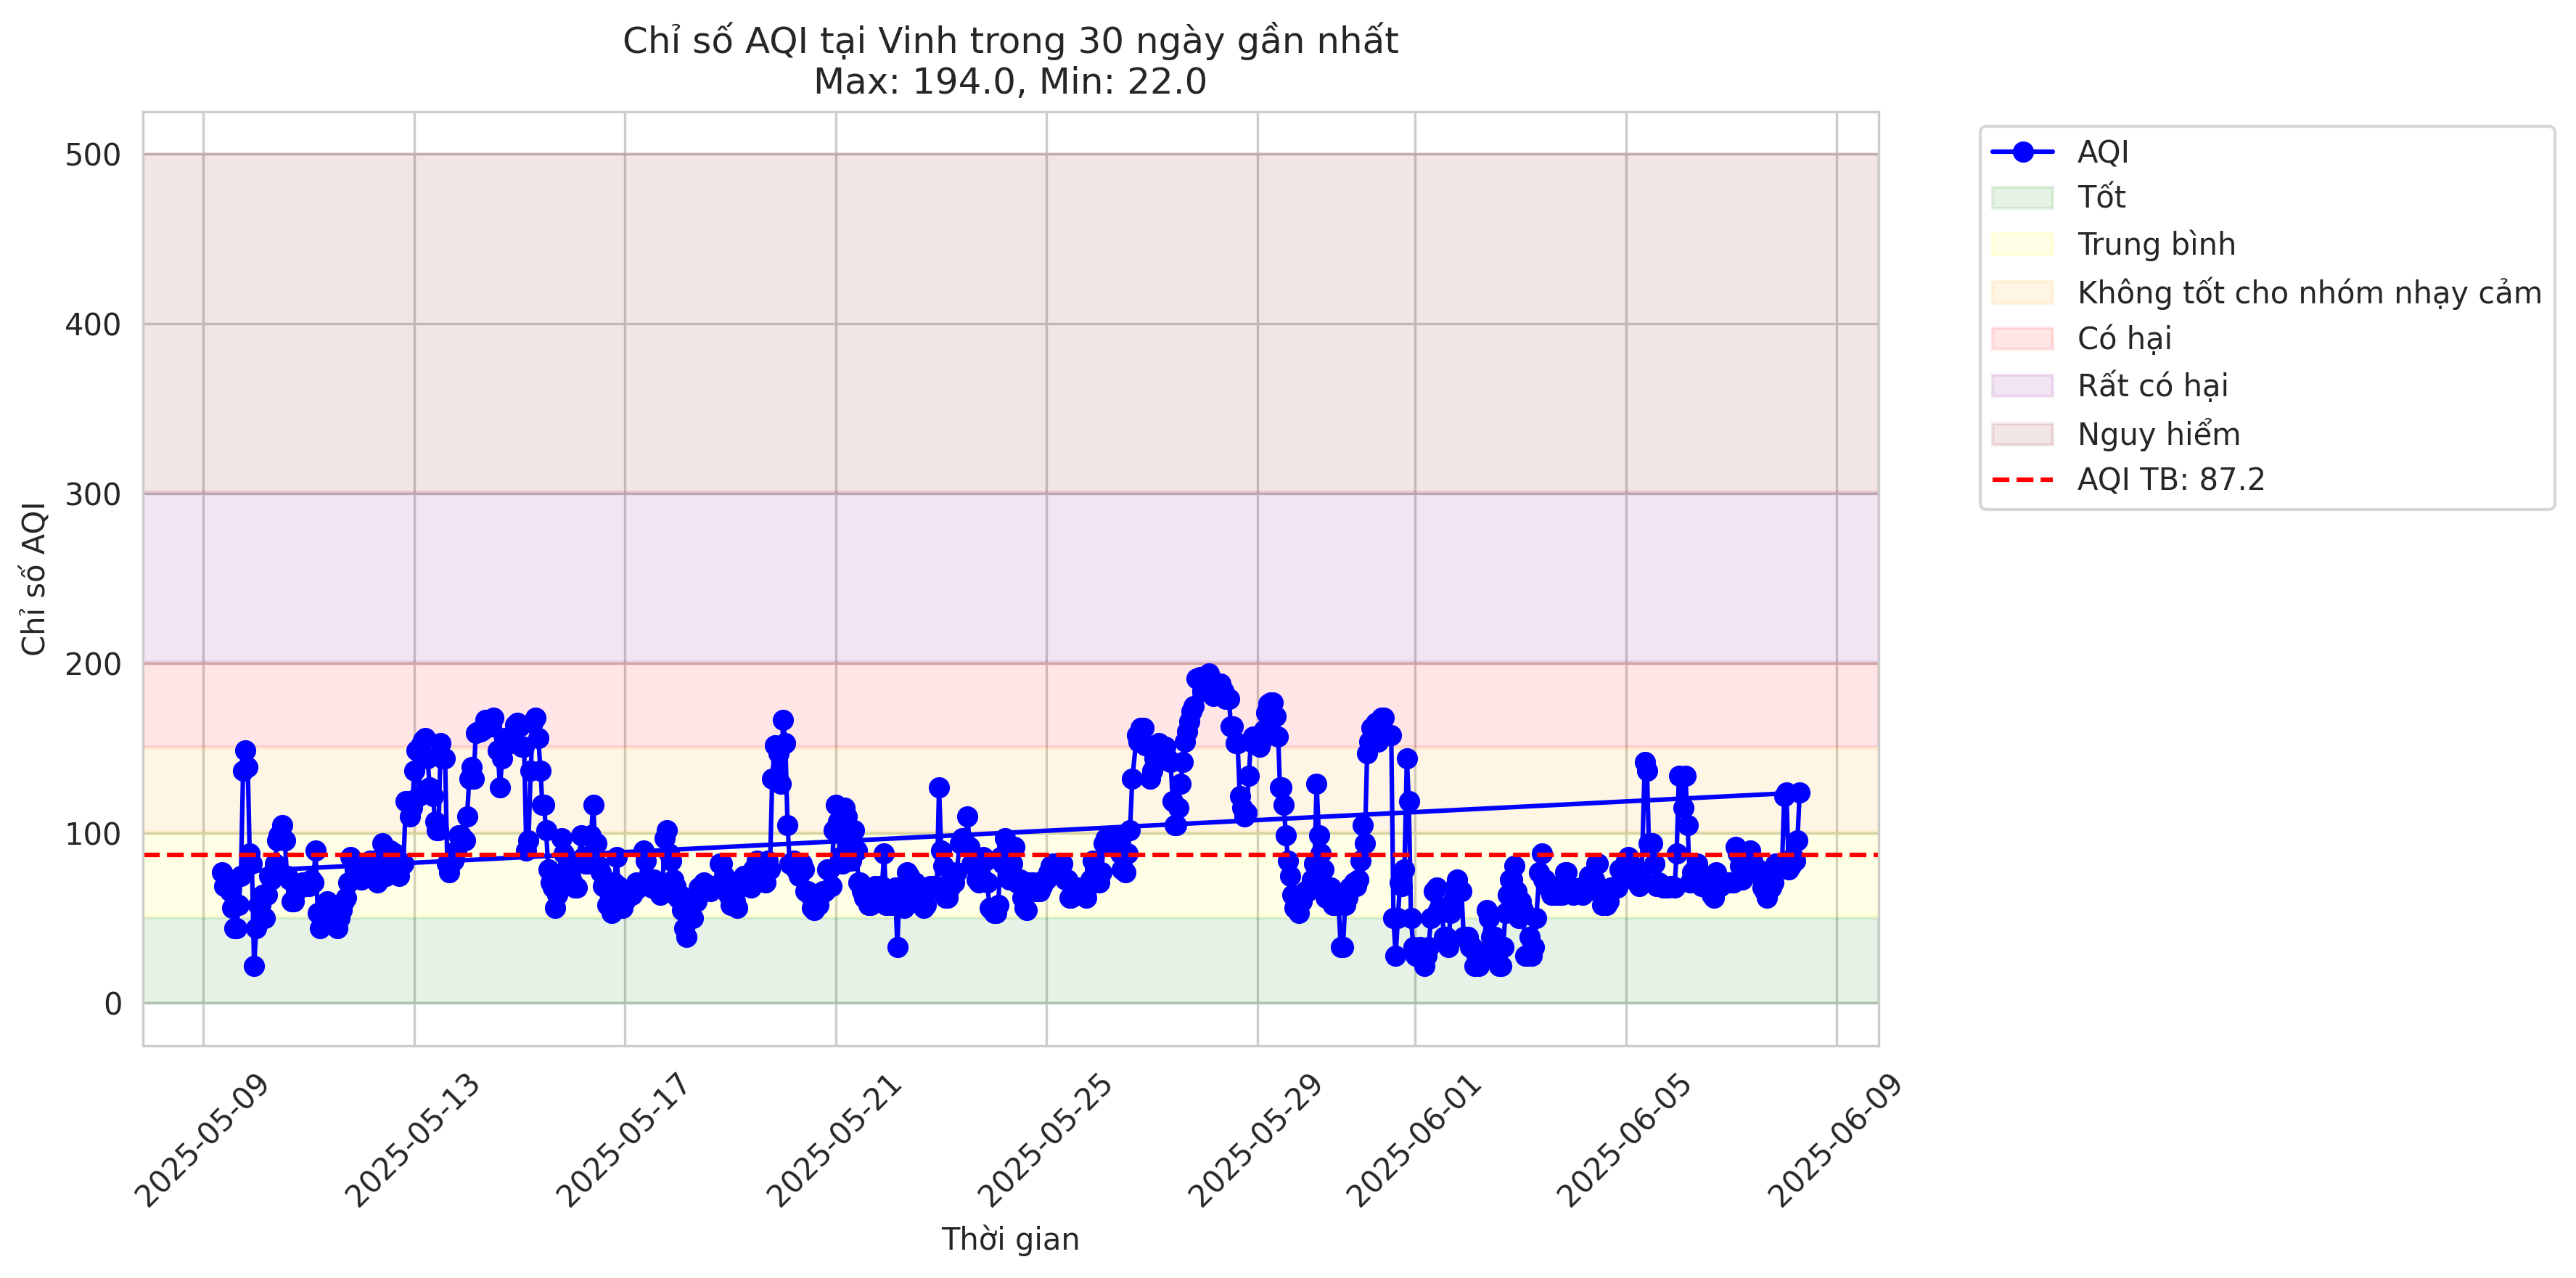 Chỉ số AQI tại Vinh trong 30 ngày gần nhất
Max: 194.0, Min: 22.0
Chỉ số AQI
500
400
300
200
100
0
2025-05-09
2025-05-13
2025-05-17
2025-05-21
2025-05-25
2025-05-29
2025-06-01
2025-06-05
2025-06-09
Thời gian
AQI
Tốt
Trung bình
Không tốt cho nhóm nhạy cảm
Có hại
Rất có hại
Nguy hiểm
AQI TB: 87.2